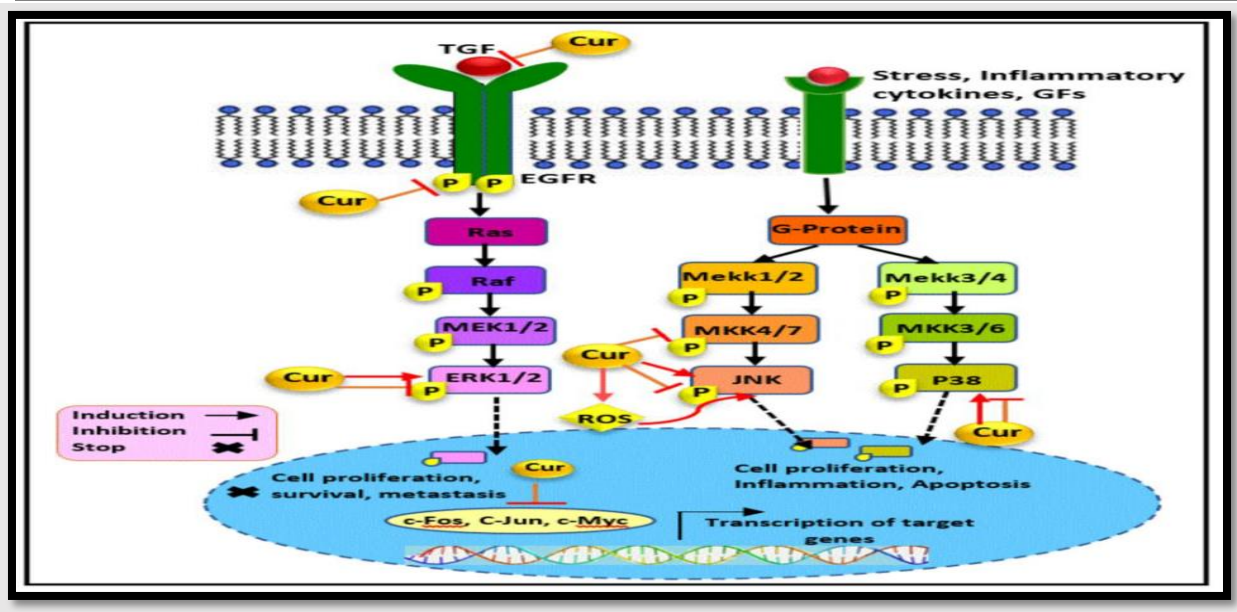 TGF
Cur
Stress, Inflammatory
cytokines, GFs
P
P
EGFR
Cur
Ras
G-Protein
Raf
P
Mekk1/2
P
Mekk3/4
P
MEK1/2
P
MKK4/7
P
MKK3/6
P
Cur
Cur
ERK1/2
P
JNK
P
P38
P
ROS
Cur
Induction
Inhibition
Stop
Cell proliferation,
survival, metastasis
Cur
Cell proliferation,
Inflammation, Apoptosis
c-Fos, C-Jun, c-Myc
Transcription of target
genes